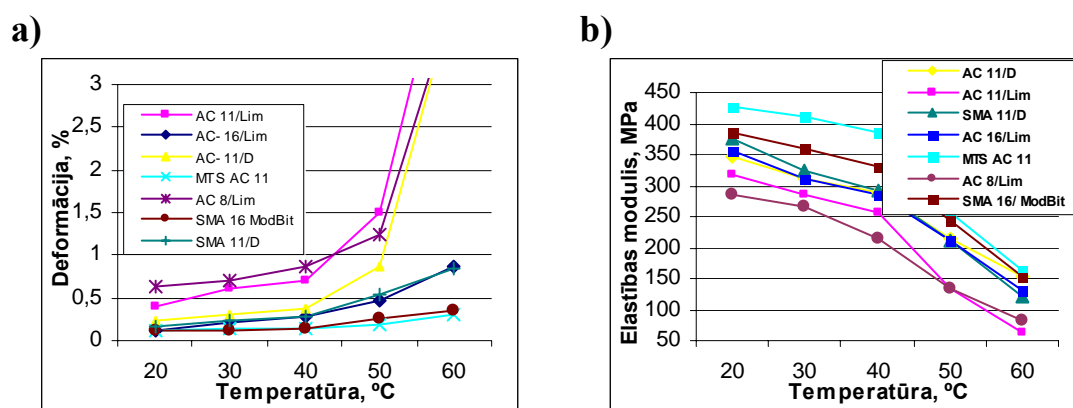 a)
Deformācija, %
3
2,5
2
1,5
1
0,5
0
AC 11/Lim
AC- 16/Lim
AC- 11/D
MTS AC 11
AC 8/Lim
SMA 16 ModBit
SMA 11/D
20 30 40 50 60
Temperatūra, ºC
b)
Elastības modulis, MPa
450
400
350
300
250
200
150
100
50
AC 11/D
AC 11/Lim
SMA 11/D
AC 16/Lim
MTS AC 11
AC 8/Lim
SMA 16/ ModBit
20 30 40 50 60
Temperatūra, ºC